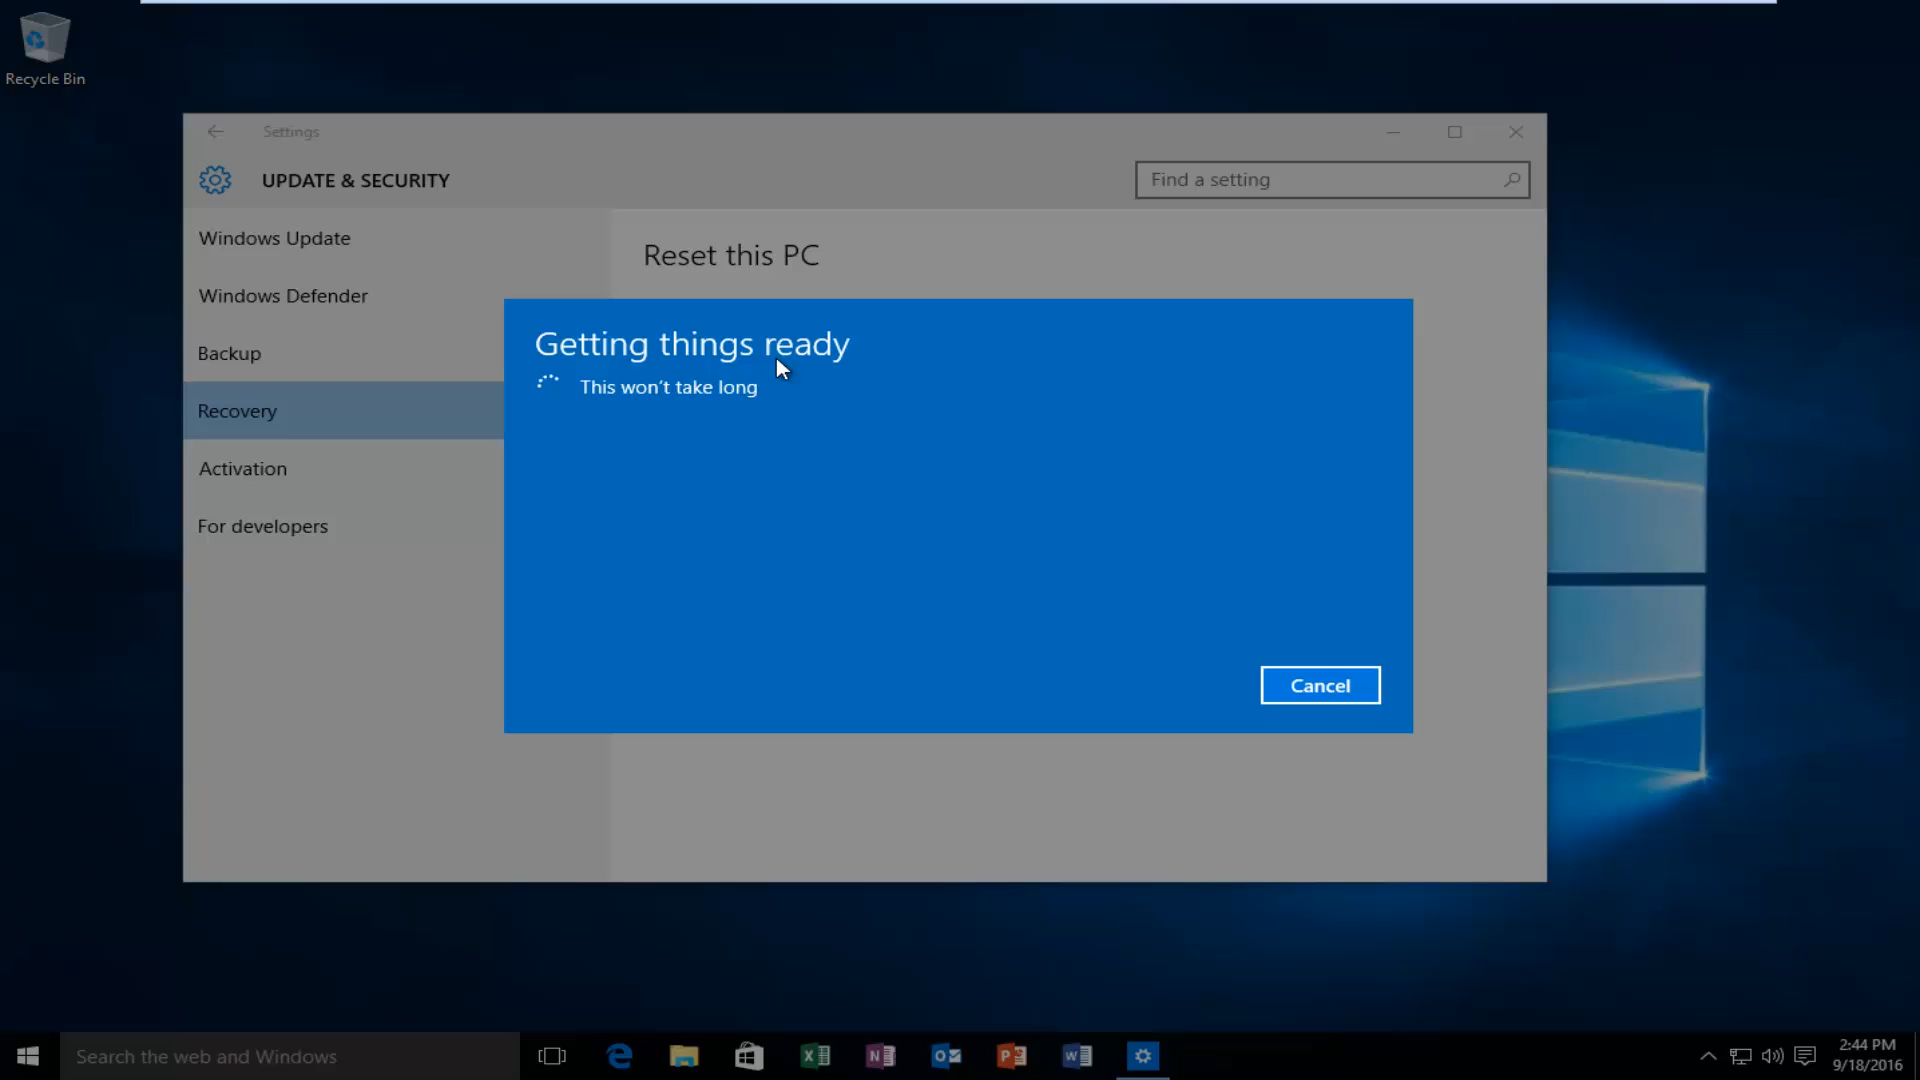 Recycle Bin
Settings
UPDATE & SECURITY
Find a setting
Windows Update
Windows Defender
Backup
Recovery
Activation
For developers
Reset this PC
Getting things ready
This won't take long
Cancel
Search the web and Windows
2:44 PM
9/18/2016